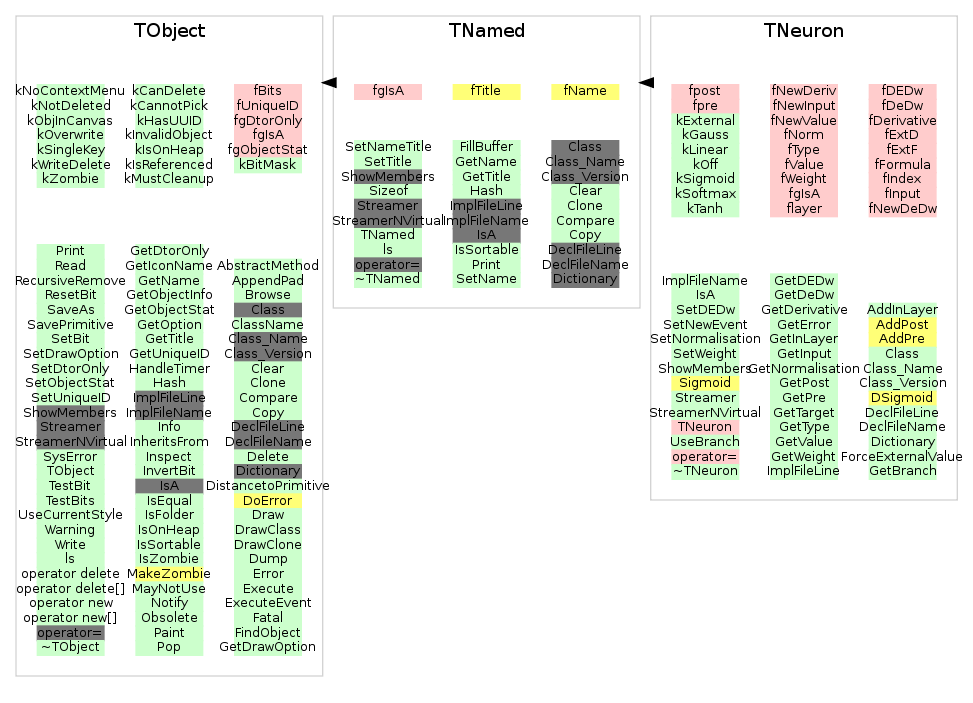 TObject
kNoContextMenu
kNotDeleted
kObjInCanvas
kOverwrite
kSingleKey
kWriteDelete
kZombie
kCanDelete
kCannotPick
kHasUUID
kInvalidObject
kIsOnHeap
kIsReferenced
kMustCleanup
fBits
fUniqueID
fgDtorOnly
fgIsA
fgObjectStat
kBitMask
Print
Read
RecursiveRemove
ResetBit
SaveAs
SavePrimitive
SetBit
SetDrawOption
SetDtorOnly
SetObjectStat
SetUniqueID
ShowMembers
Streamer
StreamerNVirtual
SysError
TObject
TestBit
TestBits
UseCurrentStyle
Warning
Write
ls
operator delete
operator delete[]
operator new
operator new[]
operator=
~TObject
GetDtorOnly
GetIconName
GetName
GetObjectInfo
GetObjectStat
GetOption
GetTitle
GetUniqueID
HandleTimer
Hash
ImplFileLine
ImplFileName
Info
InheritsFrom
Inspect
InvertBit
IsA
IsEqual
IsFolder
IsOnHeap
IsSortable
IsZombie
MakeZombie
MayNotUse
Notify
Obsolete
Paint
Pop
AbstractMethod
AppendPad
Browse
Class
ClassName
Class_Name
Class_Version
Clear
Clone
Compare
Copy
DeclFileLine
DeclFileName
Delete
Dictionary
DistancetoPrimitive
DoError
Draw
DrawClass
DrawClone
Dump
Error
Execute
ExecuteEvent
Fatal
FindObject
GetDrawOption
TNamed
fgIsA
fTitle
fName
SetNameTitle
SetTitle
ShowMembers
Sizeof
Streamer
StreamerNVirtual
TNamed
ls
operator=
~TNamed
FillBuffer
GetName
GetTitle
Hash
ImplFileLine
ImplFileName
IsA
IsSortable
Print
SetName
Class
Class_Name
Class_Version
Clear
Clone
Compare
Copy
DeclFileLine
DeclFileName
Dictionary
TNeuron
fpost
fpre
kExternal
kGauss
kLinear
kOff
kSigmoid
kSoftmax
kTanh
fNewDeriv
fNewInput
fNewValue
fNorm
fType
fValue
fWeight
fgIsA
flayer
fDEDw
fDeDw
fDerivative
fExtD
fExtF
fFormula
fIndex
fInput
fNewDeDw
ImplFileName
IsA
SetDEDw
SetNewEvent
SetNormalisation
SetWeight
ShowMembers
Sigmoid
Streamer
StreamerNVirtual
TNeuron
UseBranch
operator=
~TNeuron
GetDEDw
GetDeDw
GetDerivative
GetError
GetInLayer
GetInput
GetNormalisation
GetPost
GetPre
GetTarget
GetType
GetValue
GetWeight
ImplFileLine
AddInLayer
AddPost
AddPre
Class
Class_Name
Class_Version
DSigmoid
DeclFileLine
DeclFileName
Dictionary
ForceExternalValue
GetBranch